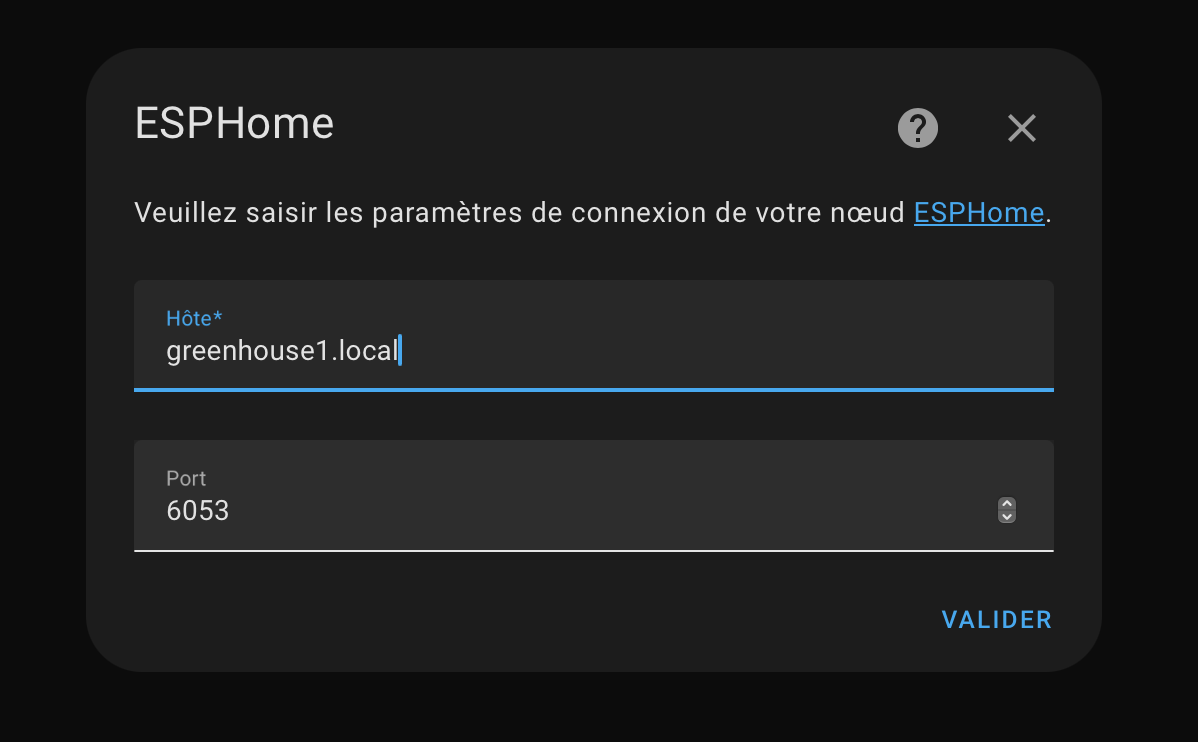 ESPHome
Veuillez saisir les paramètres de connexion de votre nœud ESPHome.
Hôte*
greenhouse1.local
Port
6053
VALIDER